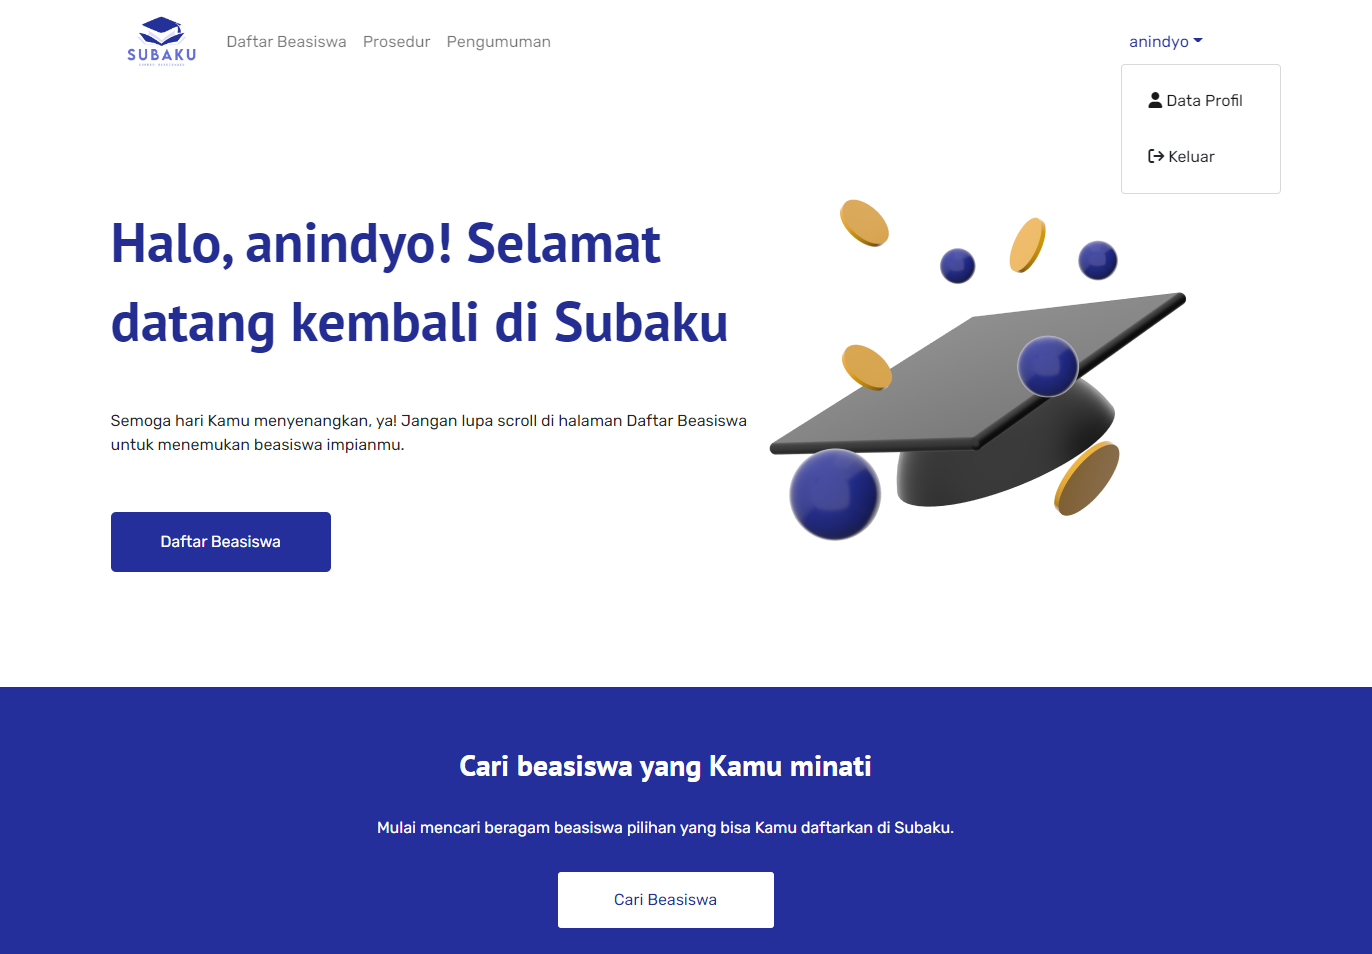 SUBAKU
Daftar Beasiswa
Prosedur
Pengumuman
anindyo
Data Profil
Keluar
Halo, anindyo! Selamat
datang kembali di Subaku
Semoga hari Kamu menyenangkan, ya! Jangan lupa scroll di halaman Daftar Beasiswa
untuk menemukan beasiswa impianmu.
Daftar Beasiswa
Cari beasiswa yang Kamu minati
Mulai mencari beragam beasiswa pilihan yang bisa Kamu daftarkan di Subaku.
Cari Beasiswa